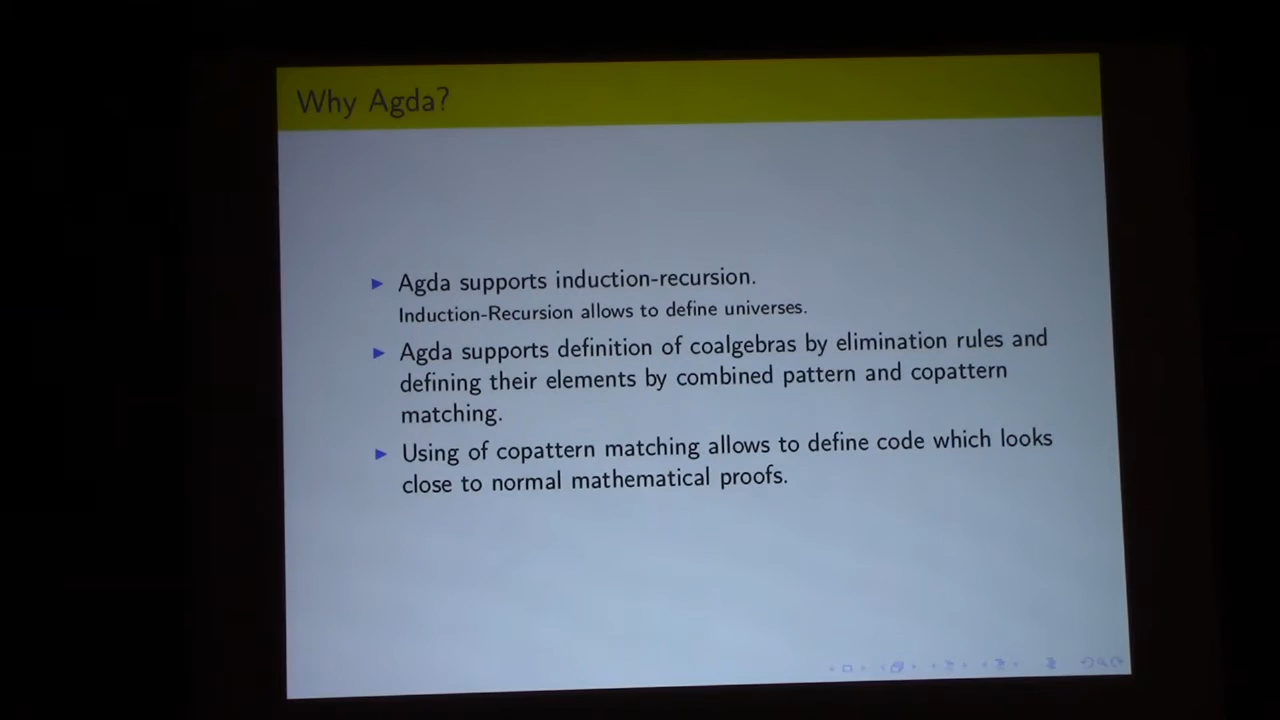 Why Agda?
Agda supports induction-recursion.
Induction-Recursion allows to define universes.
Agda supports definition of coalgebras by elimination rules and
defining their elements by combined pattern and copattern
matching.
Using of copattern matching allows to define code which looks
close to normal mathematical proofs.